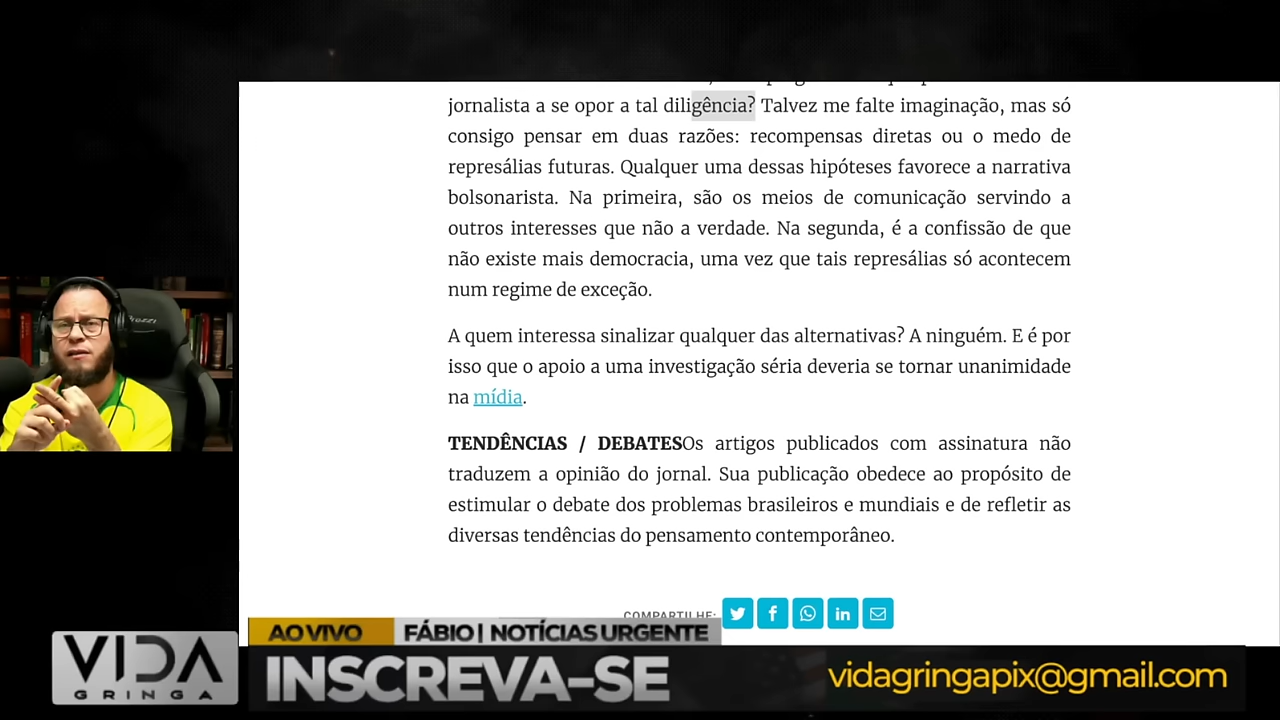 jornalista a se opor a tal diligência? Talvez me falte imaginação, mas só
consigo pensar em duas razões: recompensas diretas ou o medo de
represálias futuras. Qualquer uma dessas hipóteses favorece a narrativa
bolsonarista. Na primeira, são os meios de comunicação servindo a
outros interesses que não a verdade. Na segunda, é a confissão de que
não existe mais democracia, uma vez que tais represálias só acontecem
num regime de exceção.
A quem interessa sinalizar qualquer das alternativas? A ninguém. E é por
isso que o apoio a uma investigação séria deveria se tornar unanimidade
na mídia.
TENDÊNCIAS / DEBATESOs artigos publicados com assinatura não
traduzem a opinião do jornal. Sua publicação obedece ao propósito de
estimular o debate dos problemas brasileiros e mundiais e de refletir as
diversas tendências do pensamento contemporâneo.
COMPARTILHE:
AO VIVO FÁBIO | NOTÍCIAS URGENTE
VIDA
GRINGA
INSCREVA-SE
vidagringapix@gmail.com